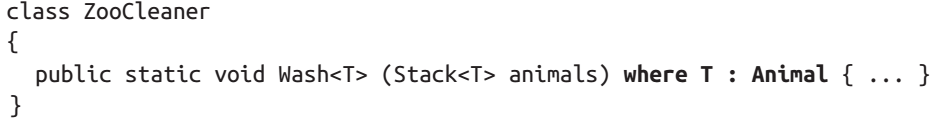 class ZooCleaner
{
  public static void Wash<T> (Stack<T> animals) where T : Animal { ... }
}